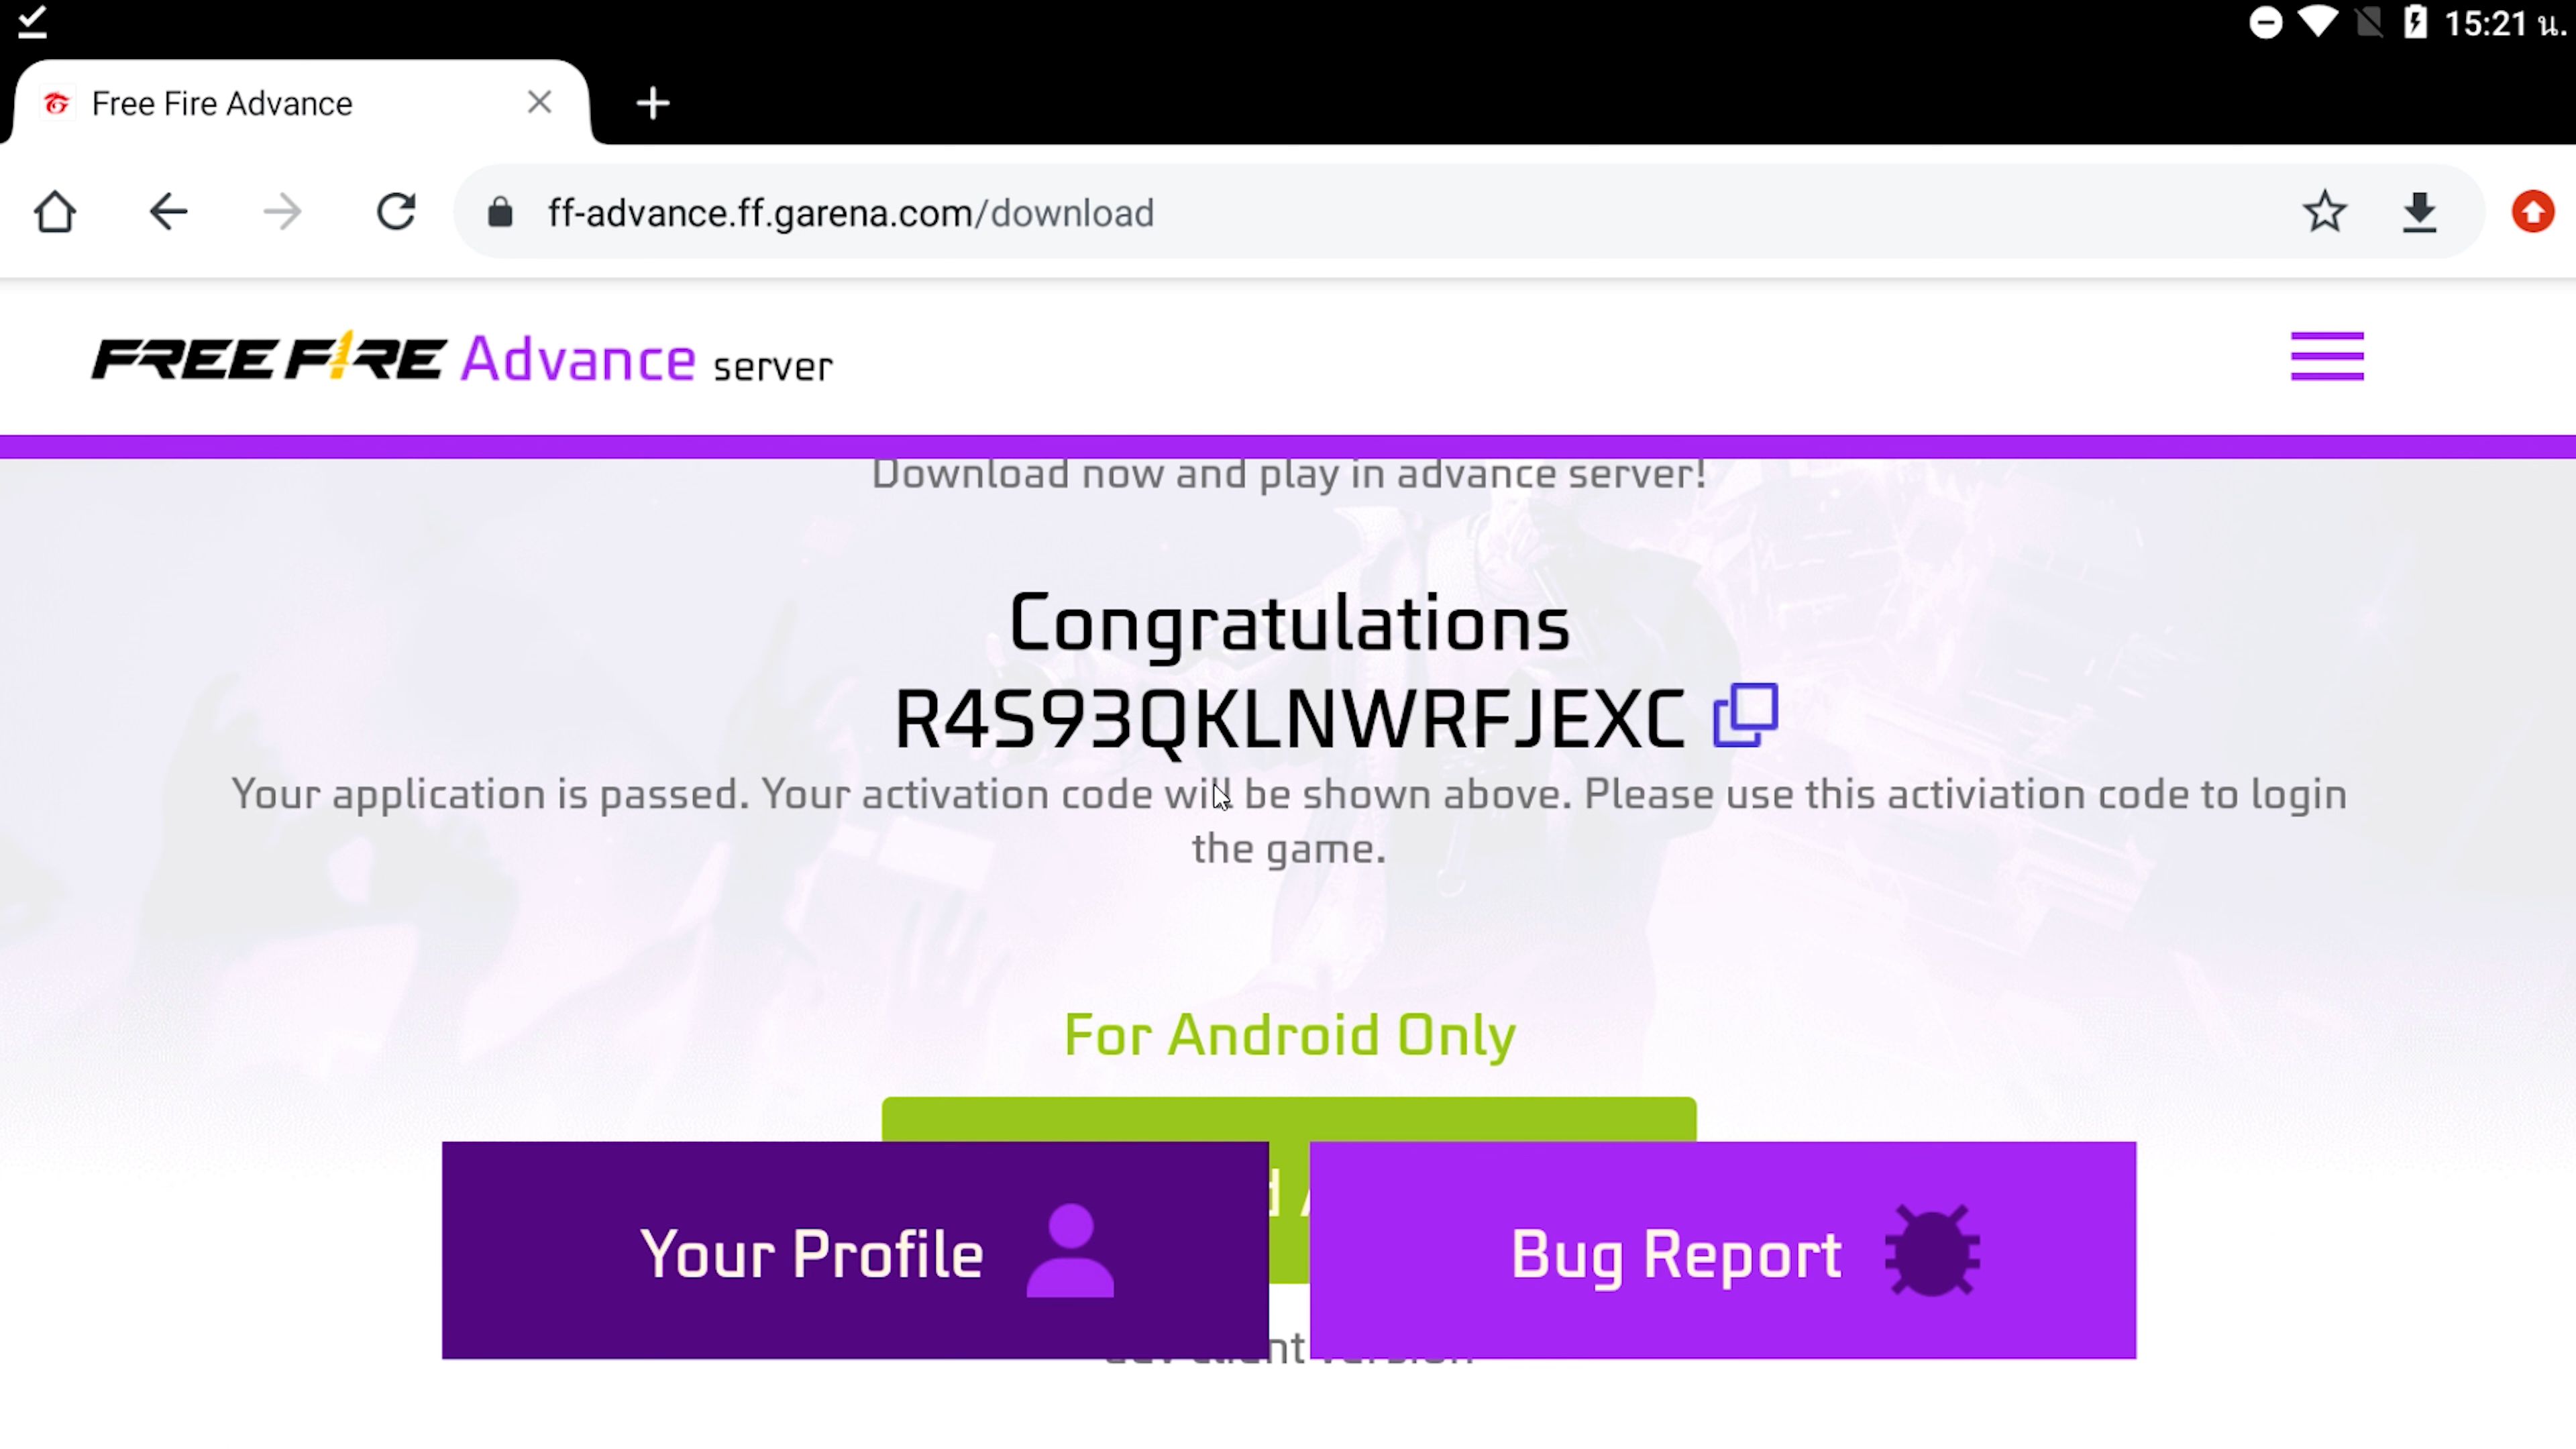 15:21 น.
Free Fire Advance
ff-advance.ff.garena.com/download
FREE FIRE Advance server
Download now and play in advance server!
Congratulations
R4S93QKLNWRFJEXC
Your application is passed. Your activation code will be shown above. Please use this activiation code to login
the game.
For Android Only
Your Profile
Bug Report